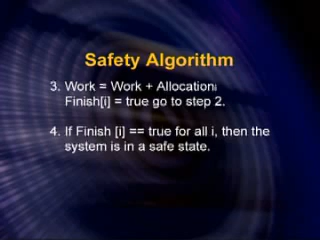 Safety Algorithm
3. Work = Work + Allocationi
Finish[i] = true go to step 2.
4. If Finish [i] == true for all i, then the
system is in a safe state.